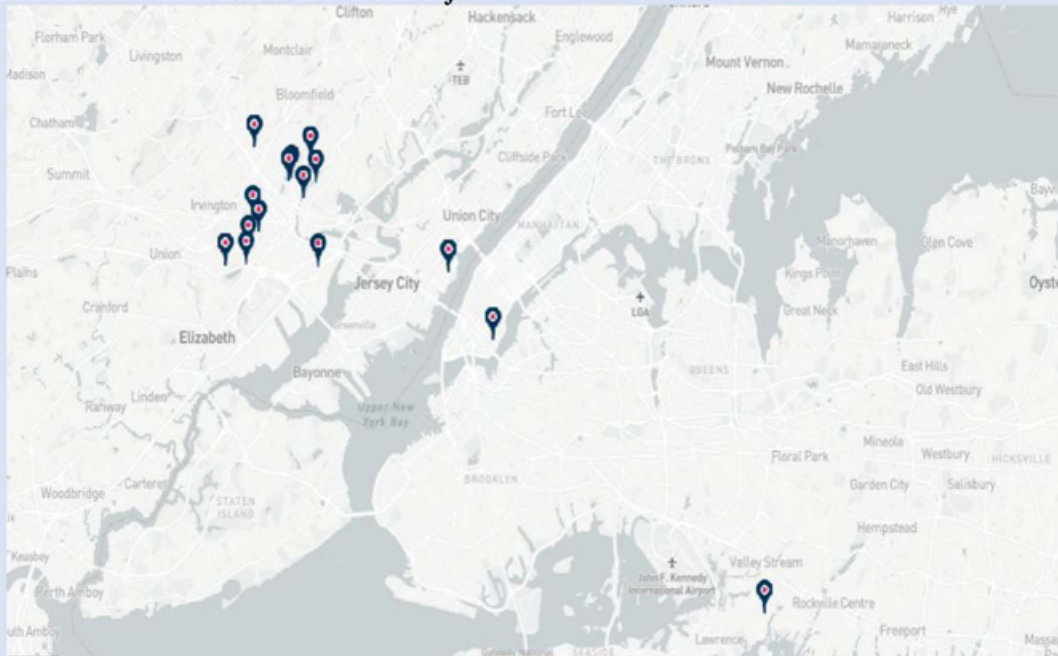 Clifton
Hackensack
Harrison
Rye
Florham Park
Livingston
Montclair
Englewood
Mamaroneck
Madison
TEB
Mount Vernon
New Rochelle
Bloomfield
Chatham
Fort Lee
Pelham Bay Park
Cliffside Park
THE BRONX
Summit
Irvington
Union City
MANHATTAN
Union
Manorhaven
Glen Cove
Plains
Kings Point
Jersey City
Cranford
LGA
Great Neck
Elizabeth
East Hills
Bayonne
QUEENS
Old Westbury
Linden
Rahway
Upper New
York Bay
Mineola
Floral Park
Westbury
HICKSVILLE
Woodbridge
Carteret
BROOKLYN
Garden City
Salisbury
STATEN
ISLAND
Hempstead
Keasbey
Valley Stream
John F. Kennedy
International Airport
Perth Amboy
Rockville Centre
Lawrence
Freeport